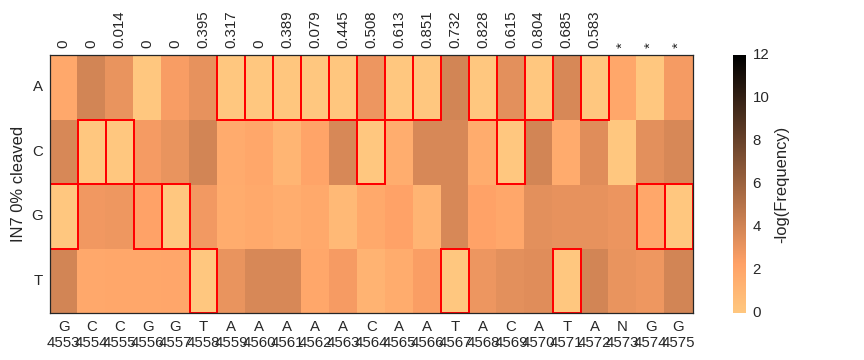 0 0 0.014 0 0 0.395 0.317 0 0.389 0.079 0.445 0.508 0.613 0.851 0.732 0.828 0.615 0.804 0.685 0.583 * * *
A
C
G
T
IN7 0% cleaved
G C C G G T A A A A A C A A T A C A T A N G G
4553 4554 4555 4556 4557 4558 4559 4560 4561 4562 4563 4564 4565 4566 4567 4568 4569 4570 4571 4572 4573 4574 4575
12
10
8
6
4
2
0
-log(Frequency)